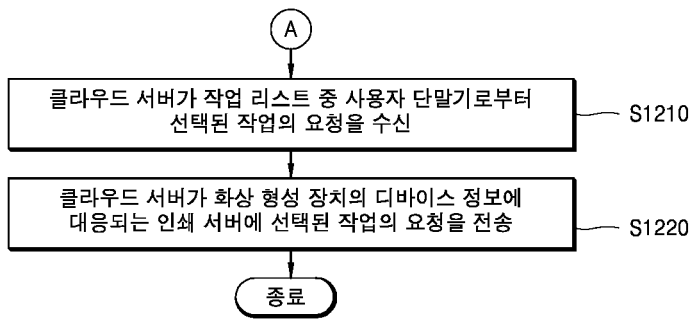 A
클라우드 서버가 작업 리스트 중 사용자 단말기로부터
선택된 작업의 요청을 수신
S1210
클라우드 서버가 화상 형성 장치의 디바이스 정보에
대응되는 인쇄 서버에 선택된 작업의 요청을 전송
S1220
종료